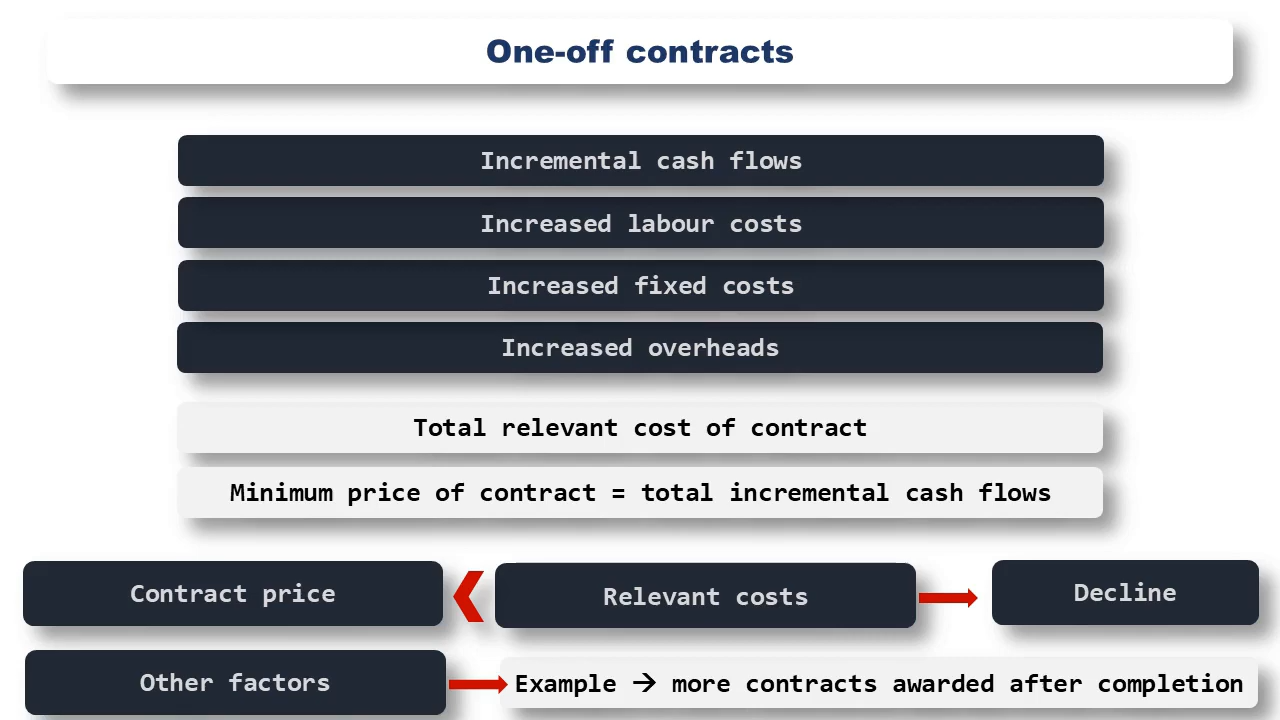 One-off contracts
Incremental cash flows
Increased labour costs
Increased fixed costs
Increased overheads
Total relevant cost of contract
Minimum price of contract = total incremental cash flows
Contract price < Relevant costs → Decline
Other factors → Example → more contracts awarded after completion